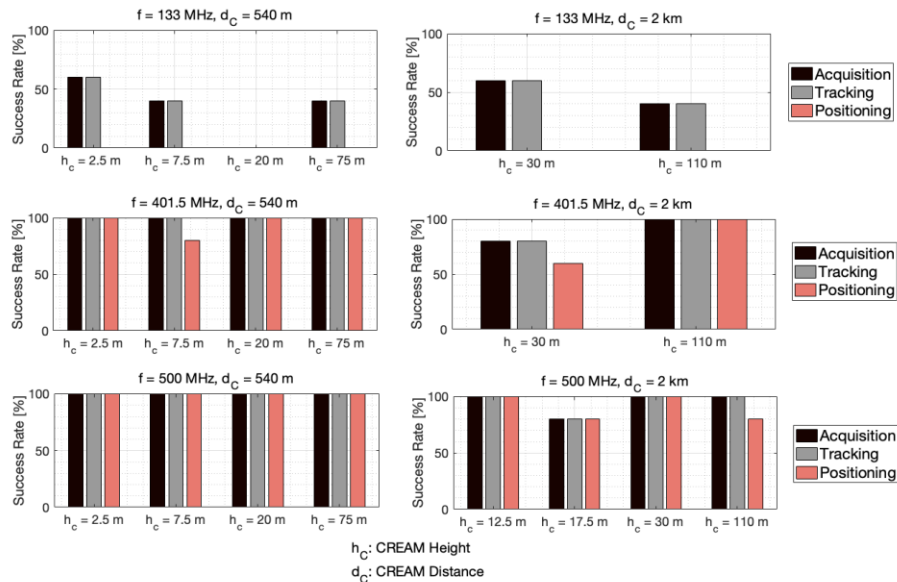 f = 133 MHz, d_C = 540 m
Success Rate [%]
100
50
0
h_c = 2.5 m
h_c = 7.5 m
h_c = 20 m
h_c = 75 m
f = 133 MHz, d_C = 2 km
Success Rate [%]
100
50
0
h_c = 30 m
h_c = 110 m
Acquisition
Tracking
Positioning
f = 401.5 MHz, d_C = 540 m
Success Rate [%]
100
50
0
h_c = 2.5 m
h_c = 7.5 m
h_c = 20 m
h_c = 75 m
f = 401.5 MHz, d_C = 2 km
Success Rate [%]
100
50
0
h_c = 30 m
h_c = 110 m
Acquisition
Tracking
Positioning
f = 500 MHz, d_C = 540 m
Success Rate [%]
100
50
0
h_c = 2.5 m
h_c = 7.5 m
h_c = 20 m
h_c = 75 m
f = 500 MHz, d_C = 2 km
Success Rate [%]
100
50
0
h_c = 12.5 m
h_c = 17.5 m
h_c = 30 m
h_c = 110 m
Acquisition
Tracking
Positioning
h_C: CREAM Height
d_C: CREAM Distance